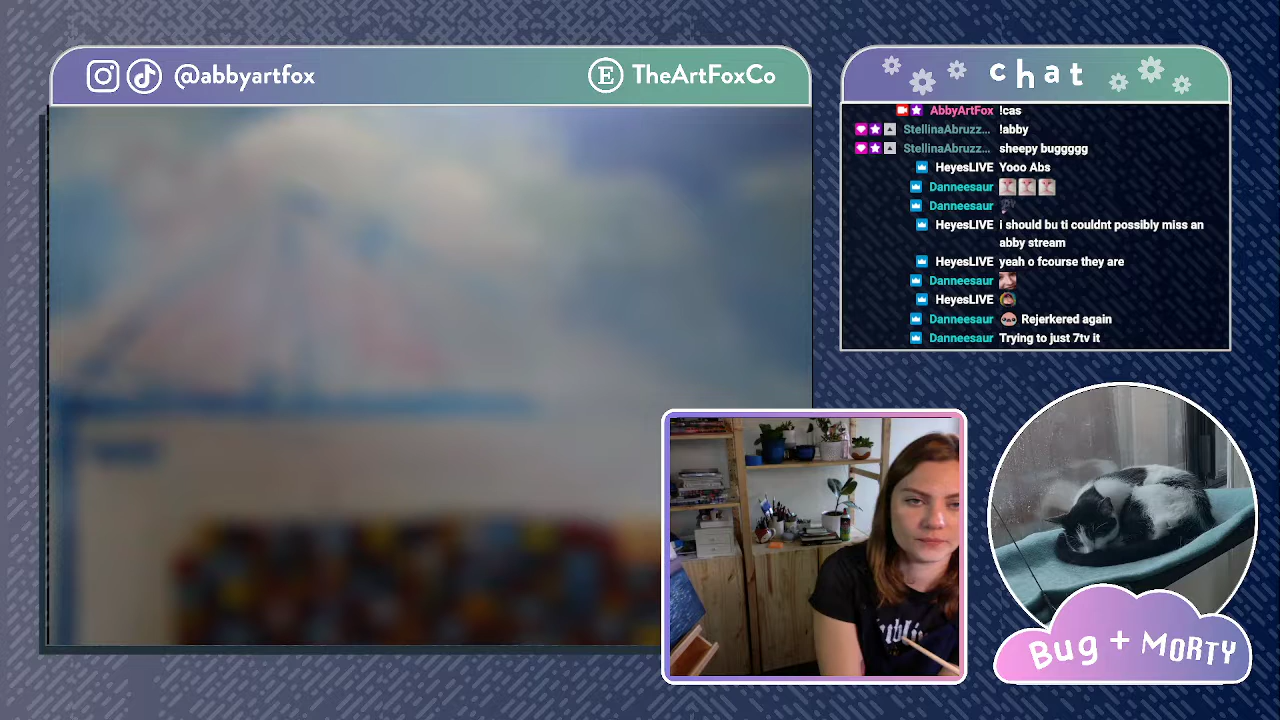 @abbyartfox
TheArtFoxCo
chat
AbbyArtFox !cas
StellinaAbruzz... !abby
StellinaAbruzz... sheepy buggggg
HeyesLIVE Yooo Abs
Danneesaur
Danneesaur
HeyesLIVE i should bu ti couldnt possibly miss an
abby stream
HeyesLIVE yeah o fcourse they are
Danneesaur
HeyesLIVE
Danneesaur Rejerkered again
Danneesaur Trying to just 7tv it
Bug + MORTY